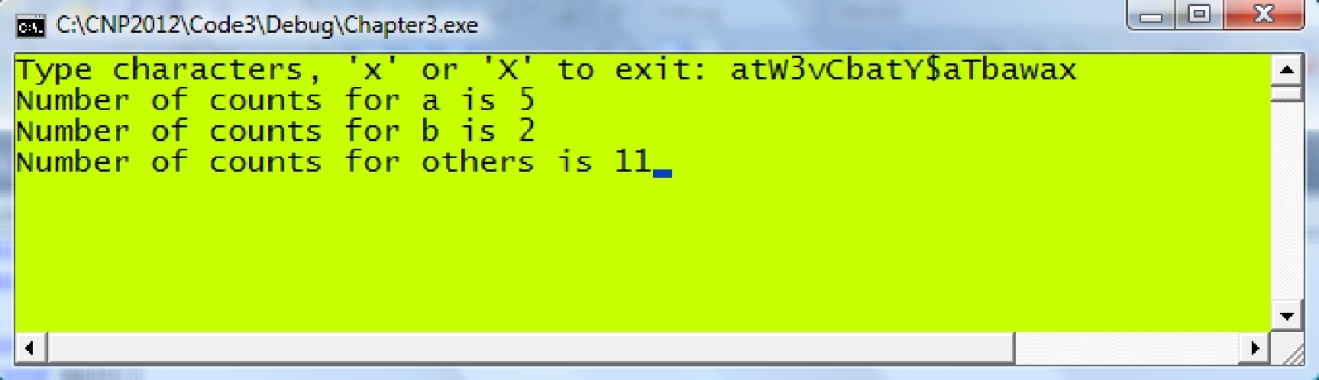 C:\CNP2012\Code3\Debug\Chapter3.exe
Type characters, 'x' or 'X' to exit: atW3vCbatY$aTbawax
Number of counts for a is 5
Number of counts for b is 2
Number of counts for others is 11